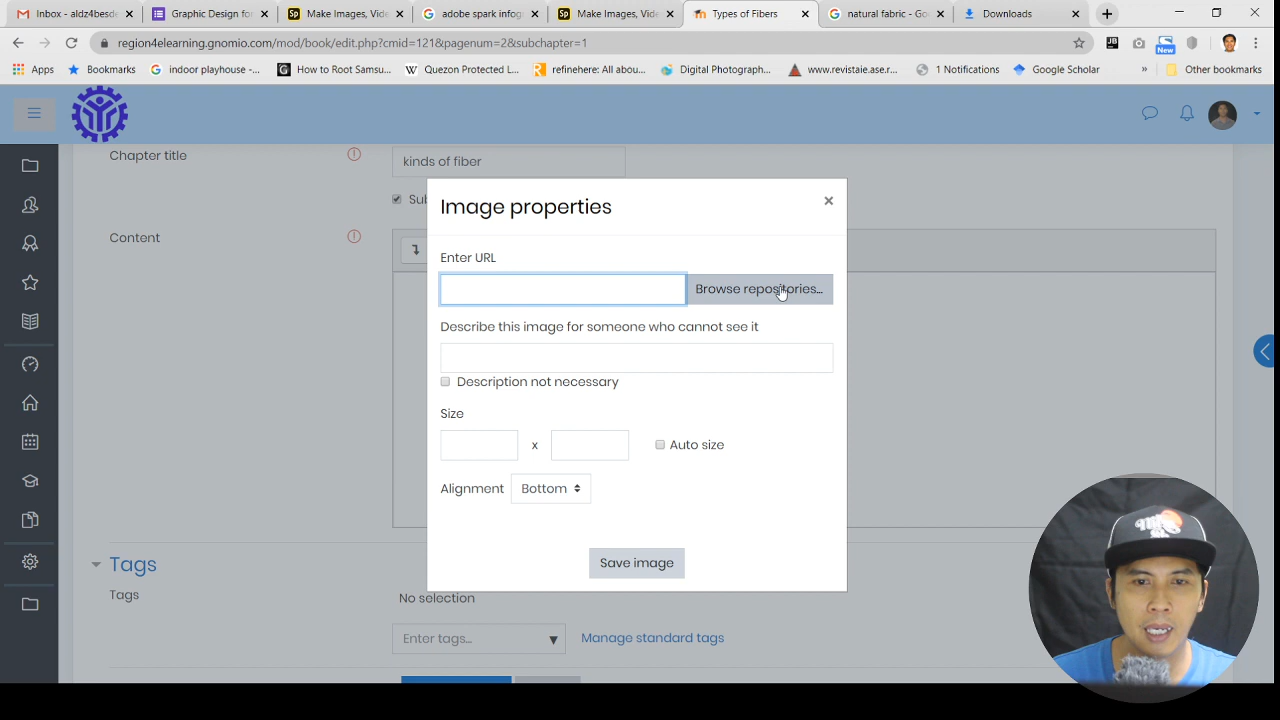 Inbox - aldz4besde
Graphic Design for
Make Images, Vide
adobe spark infog
Make Images, Vide
Types of Fibers
natural fabric - Go
Downloads
region4elearning.gnomio.com/mod/book/edit.php?cmid=121&pagenum=2&subchapter=1
New
Apps
Bookmarks
indoor playhouse -...
How to Root Samsu...
Quezon Protected L...
refinehere: All abou...
Digital Photograph...
www.revistaie.ase.r...
1 Notifications
Google Scholar
»
Other bookmarks
Chapter title
kinds of fiber
Sub
Content
Image properties
Enter URL
Browse repositories...
Describe this image for someone who cannot see it
Description not necessary
Size
x
Auto size
Alignment
Bottom
Save image
Tags
Tags
No selection
Enter tags...
Manage standard tags